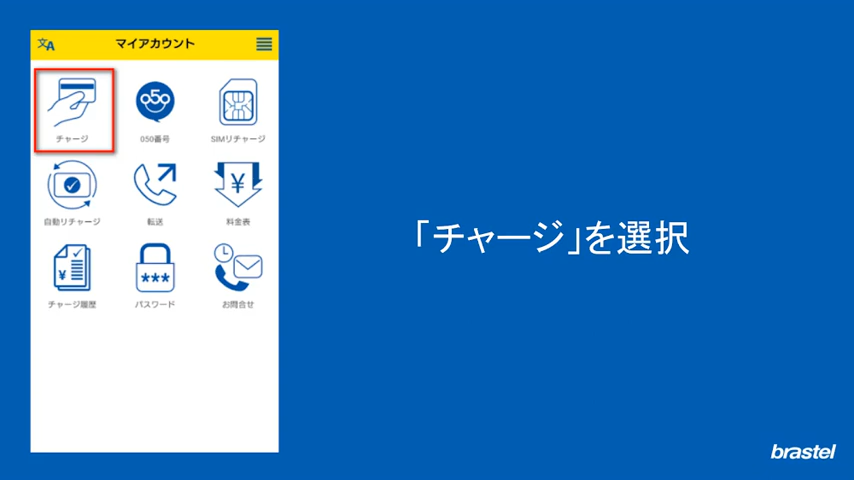 文A
マイアカウント
チャージ
050
050番号
SIMリチャージ
自動リチャージ
転送
¥
料金表
¥
チャージ履歴
***
パスワード
お問合せ
「チャージ」を選択
brastel